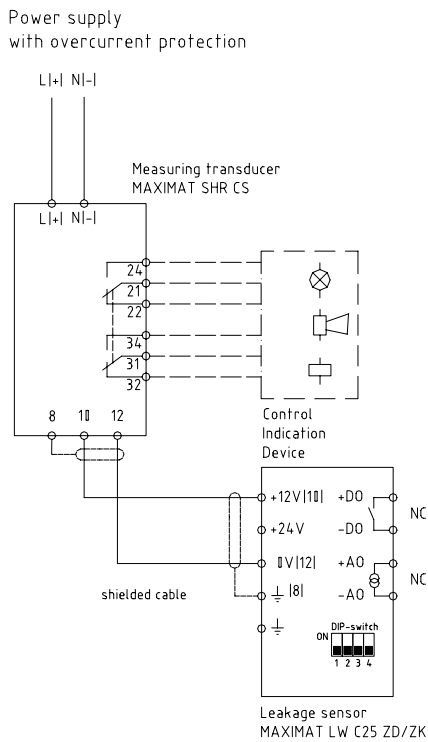 Power supply
with overcurrent protection
L|+| N|-|
Measuring transducer
MAXIMAT SHR CS
L|+| N|-|
24
21
22
34
31
32
8 10 12
Control
Indication
Device
+12V|10| +DO
NC
+24V -DO
0V|12| +AO
NC
|8| -AO
shielded cable
DIP-switch
ON
1 2 3 4
Leakage sensor
MAXIMAT LW C25 ZD/ZK